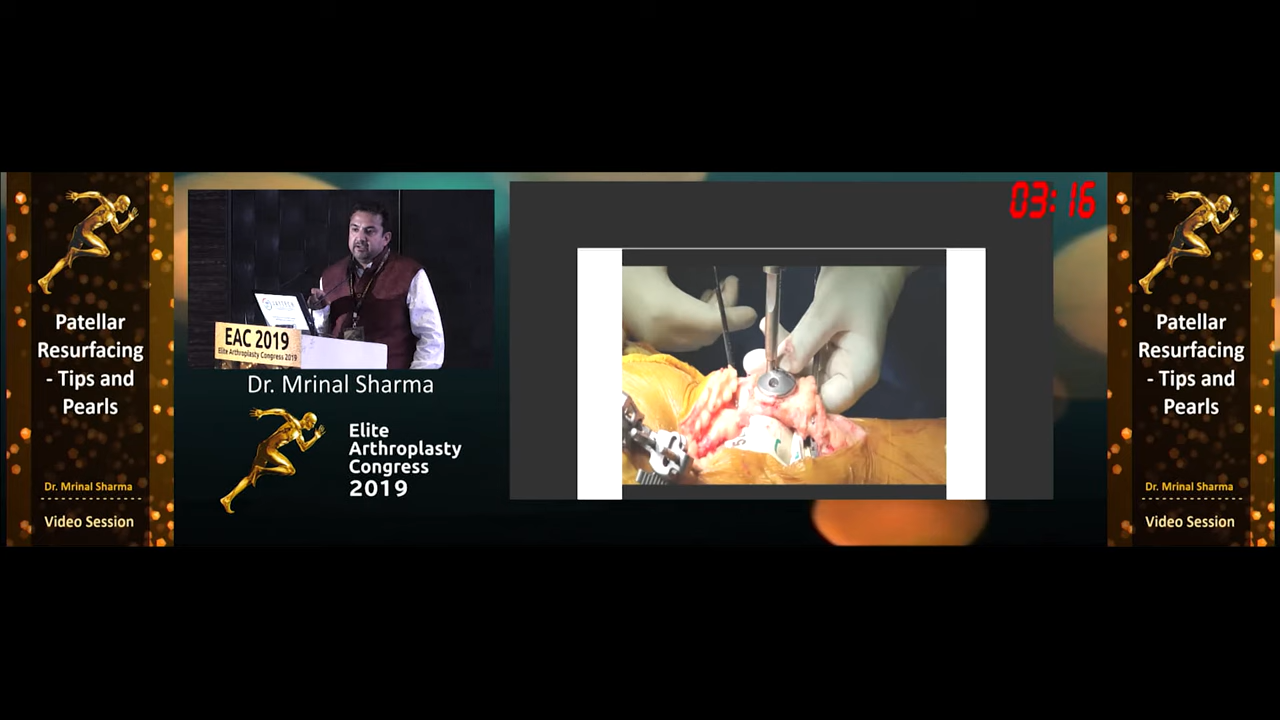 Patellar
Resurfacing
- Tips and
Pearls
Dr. Mrinal Sharma
Video Session
EAC 2019
Elite Arthroplasty Congress 2019
Dr. Mrinal Sharma
Elite
Arthroplasty
Congress
2019
03:16
Patellar
Resurfacing
- Tips and
Pearls
Dr. Mrinal Sharma
Video Session